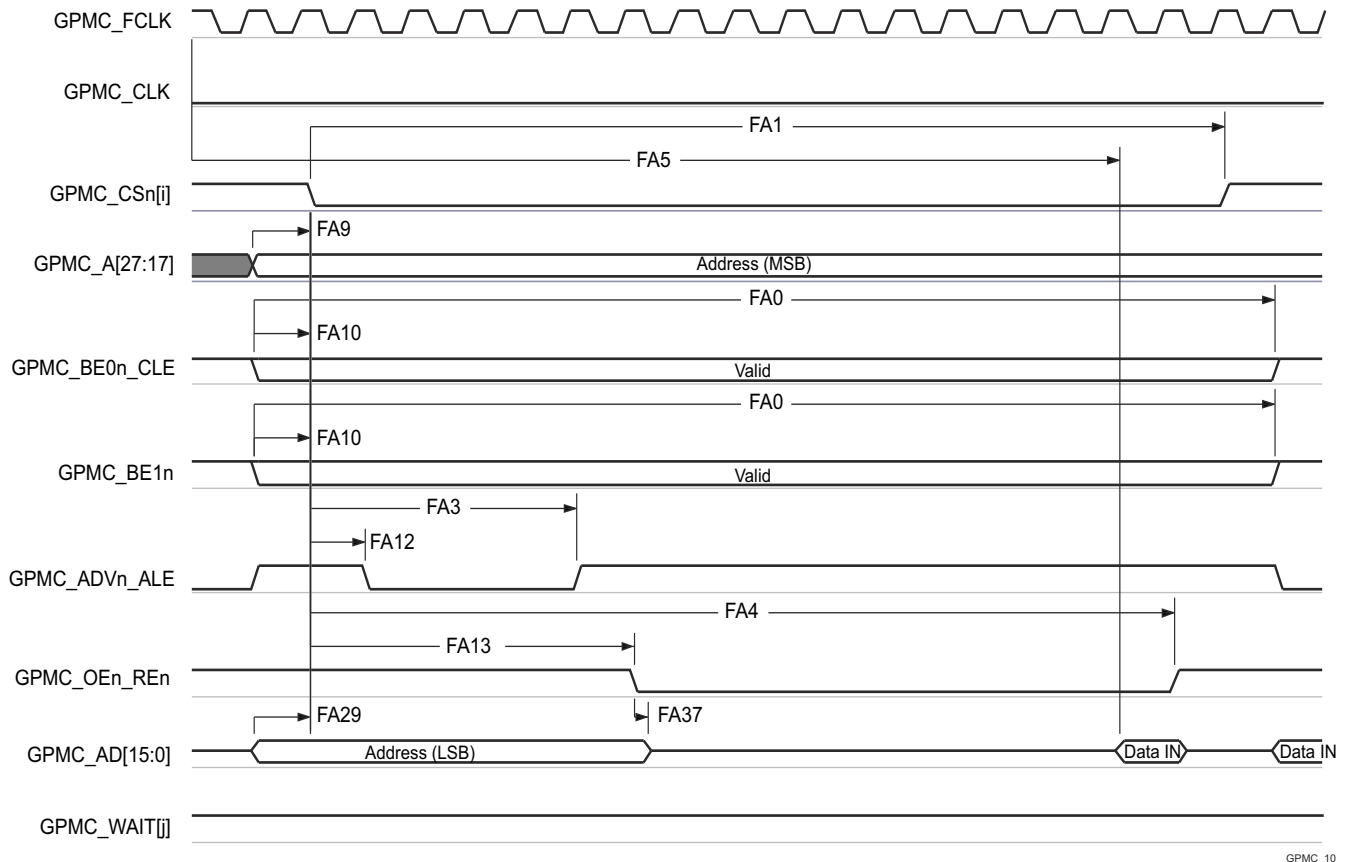 GPMC_FCLK
GPMC_CLK
FA1
FA5
GPMC_CSn[i]
FA9
GPMC_A[27:17] Address (MSB)
FA0
FA10
GPMC_BE0n_CLE Valid
FA0
FA10
GPMC_BE1n Valid
FA3
FA12
GPMC_ADVn_ALE
FA4
FA13
GPMC_OEn_REn
FA29 FA37
GPMC_AD[15:0] Address (LSB) Data IN Data IN
GPMC_WAIT[j]
GPMC_10